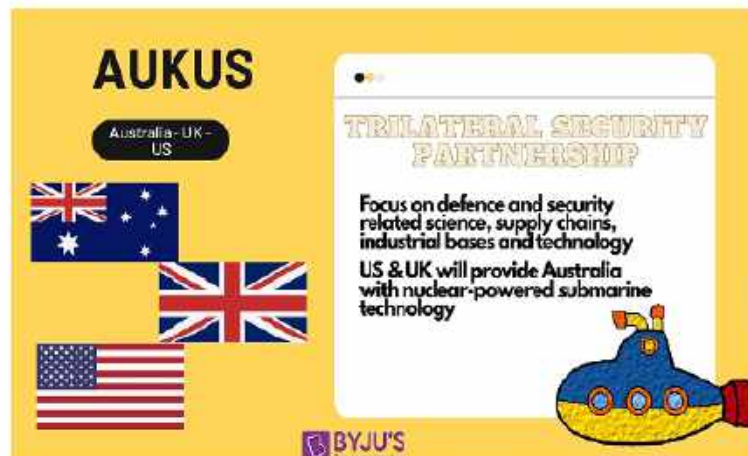 AUKUS
Australia - UK -
US
TRILATERAL SECURITY
PARTNERSHIP
Focus on defence and security
related science, supply chains,
industrial bases and technology
US & UK will provide Australia
with nuclear-powered submarine
technology
BYJU'S